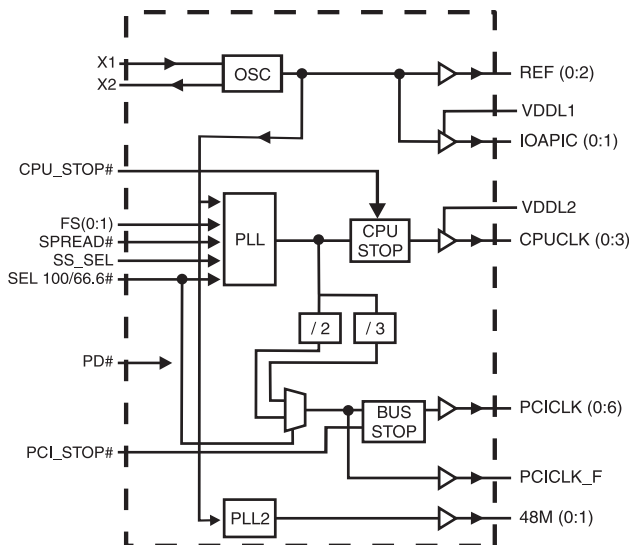 X1
X2
OSC
REF (0:2)
VDDL1
IOAPIC (0:1)
CPU_STOP#
VDDL2
FS(0:1)
SPREAD#
SS_SEL
SEL 100/66.6#
PLL
CPU
STOP
CPUCLK (0:3)
/ 2
/ 3
PD#
BUS
STOP
PCICLK (0:6)
PCI_STOP#
PCICLK_F
PLL2
48M (0:1)